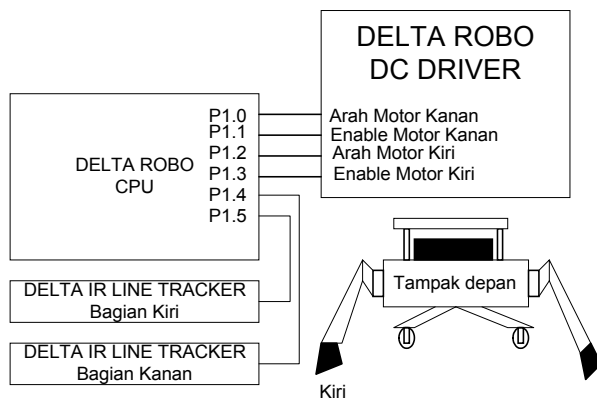 DELTA ROBO
DC DRIVER
Arah Motor Kanan
Enable Motor Kanan
Arah Motor Kiri
Enable Motor Kiri
DELTA ROBO
CPU
P1.0
P1.1
P1.2
P1.3
P1.4
P1.5
DELTA IR LINE TRACKER
Bagian Kiri
DELTA IR LINE TRACKER
Bagian Kanan
Tampak depan
Kiri